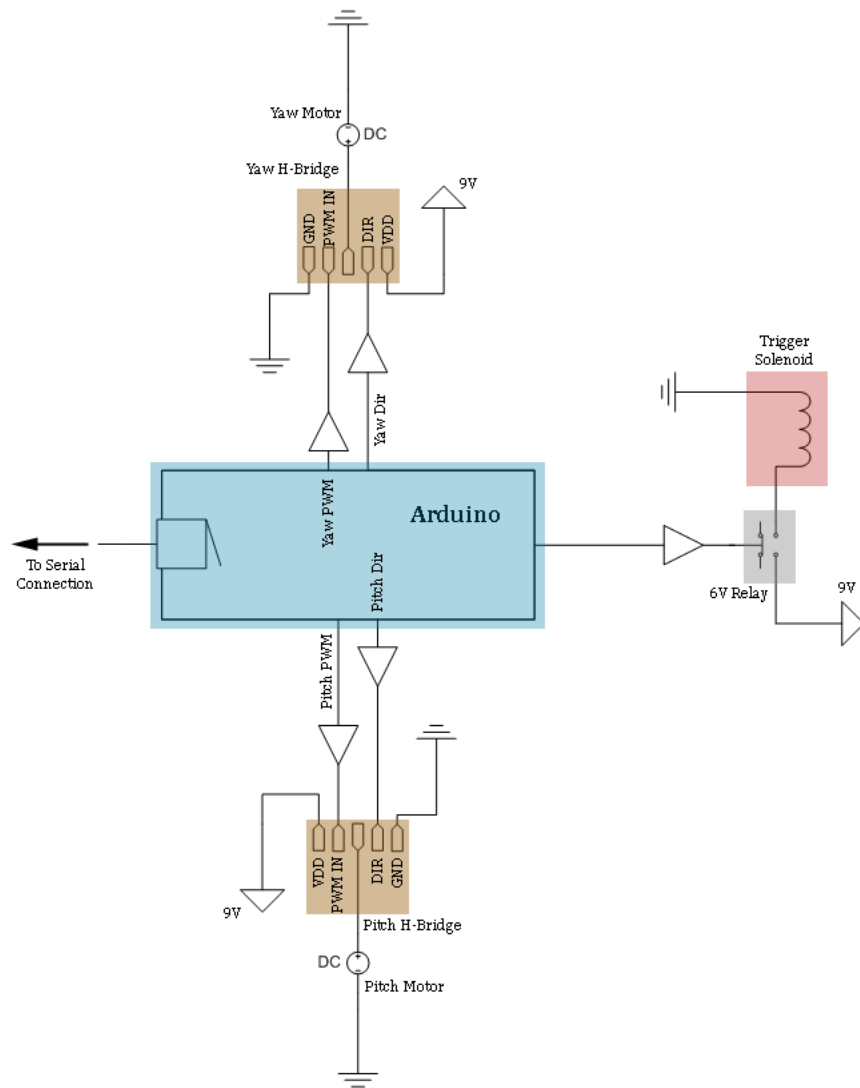 Yaw Motor
DC
Yaw H-Bridge
9V
GND
PWM IN
DIR
VDD
Trigger
Solenoid
Yaw Dir
Yaw PWM
Arduino
To Serial
Connection
Pitch Dir
6V Relay
9V
Pitch PWM
VDD
PWM IN
DIR
GND
9V
Pitch H-Bridge
DC
Pitch Motor